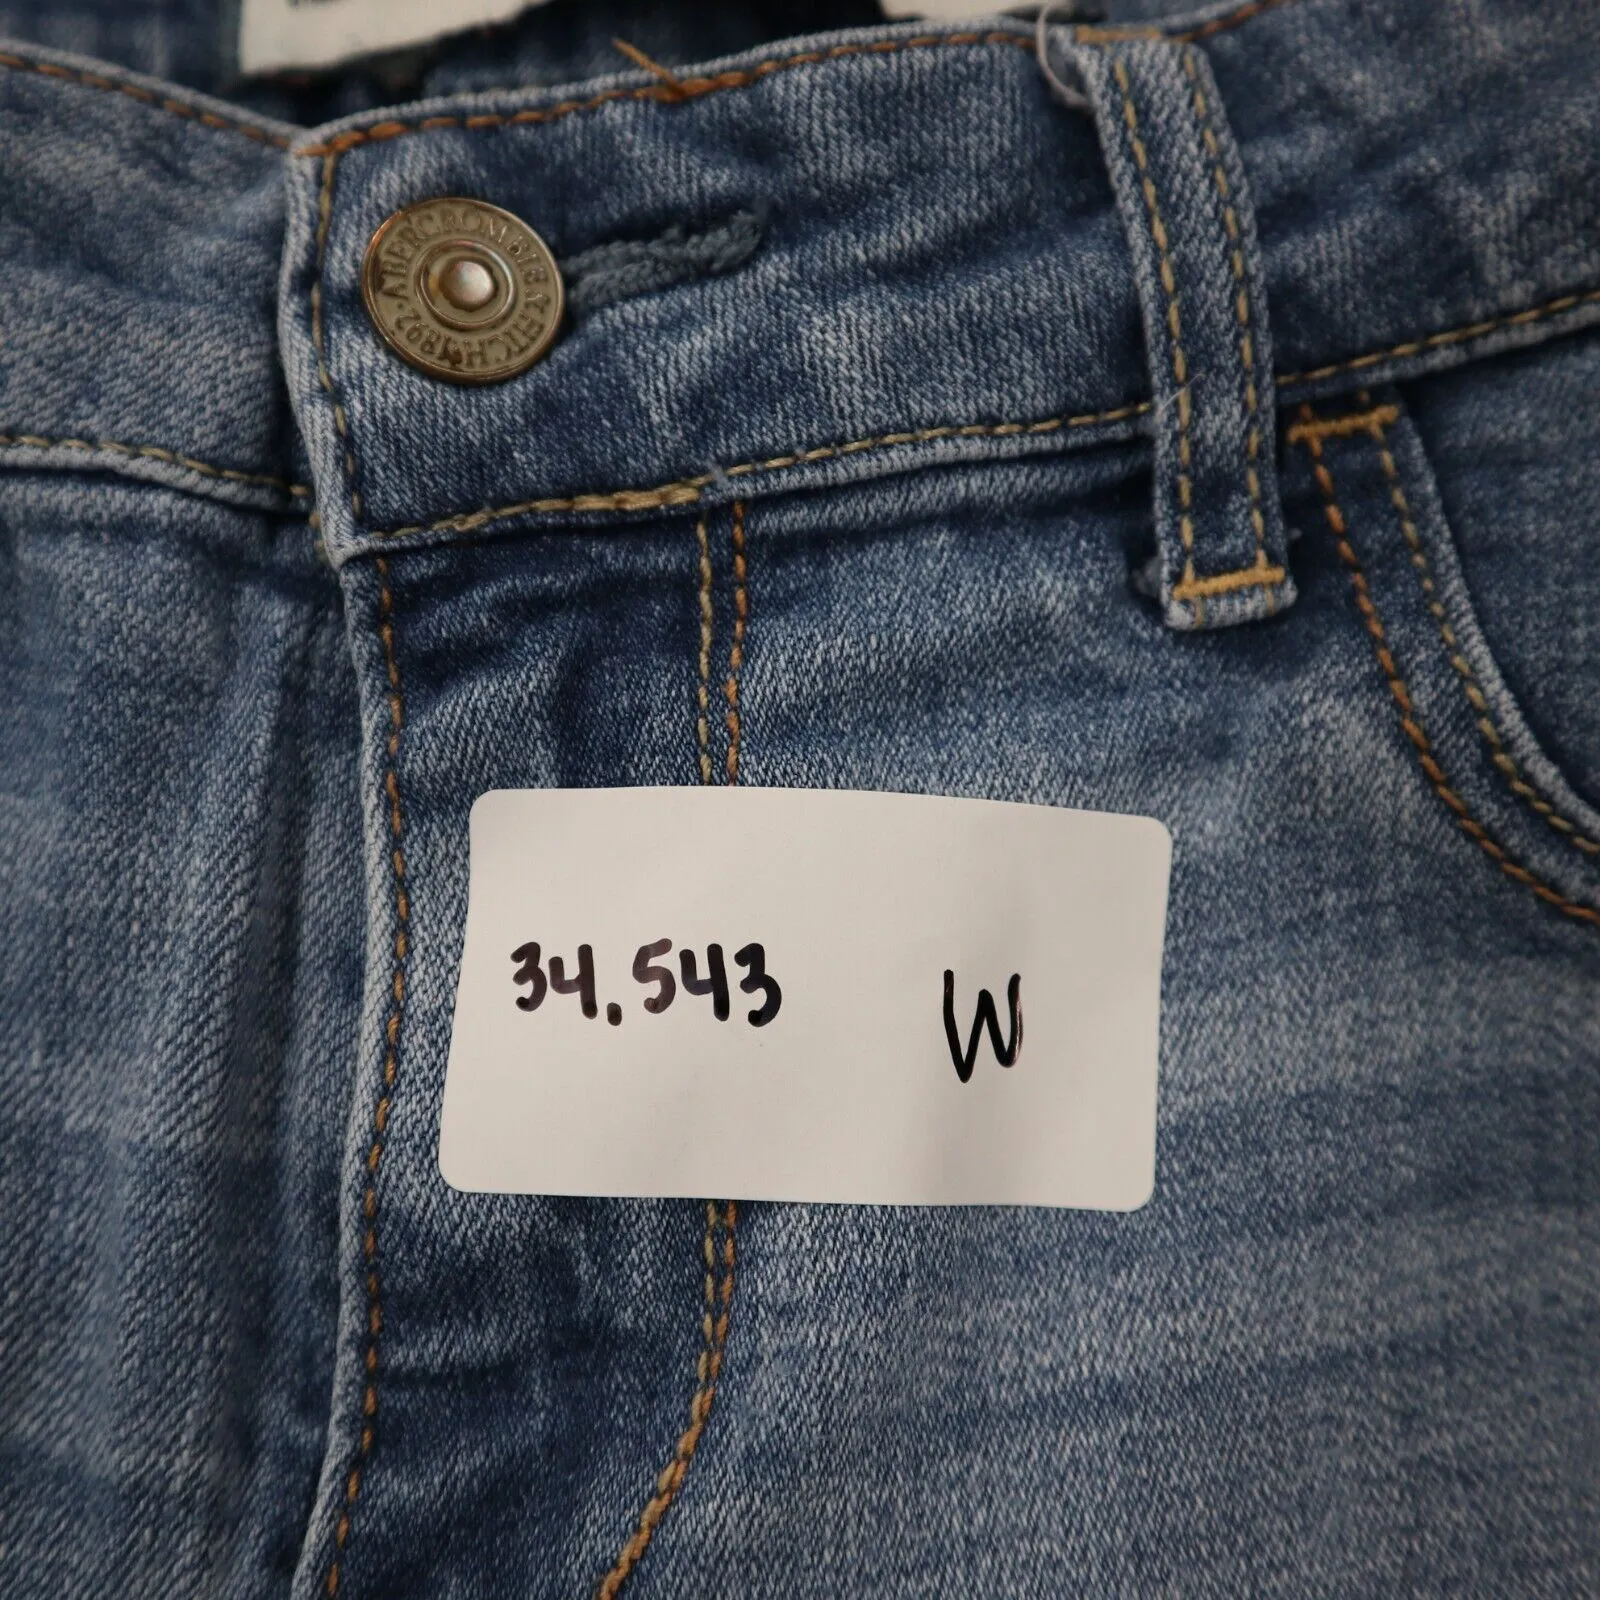 ABERCROMBIE & FITCH · 1892 ·
34.543 W